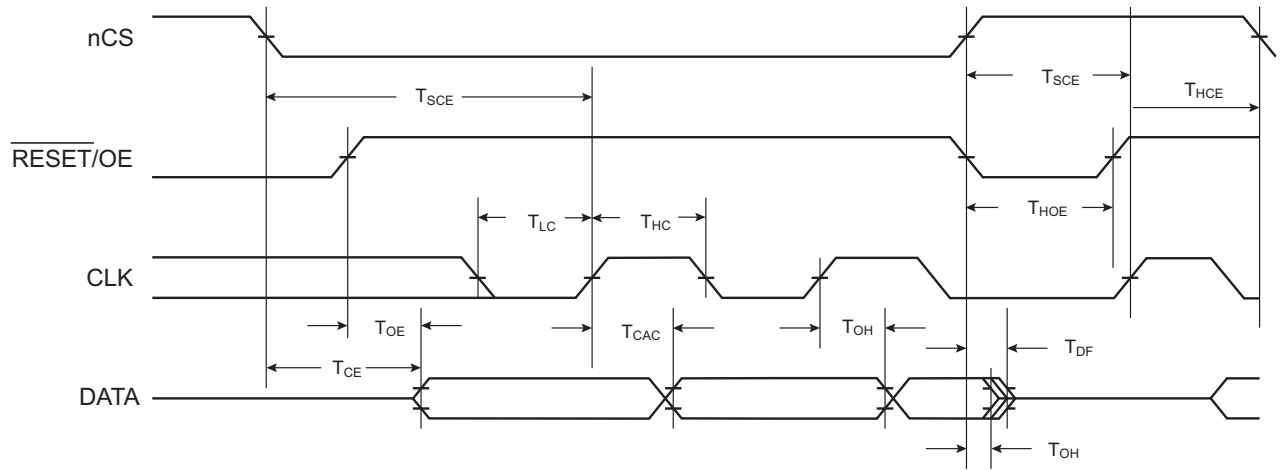 nCS
TSCE TSCE THCE
RESET/OE
TLC THC THOE
CLK
TOE TCAC TOH TDF
TCE
DATA
TOH